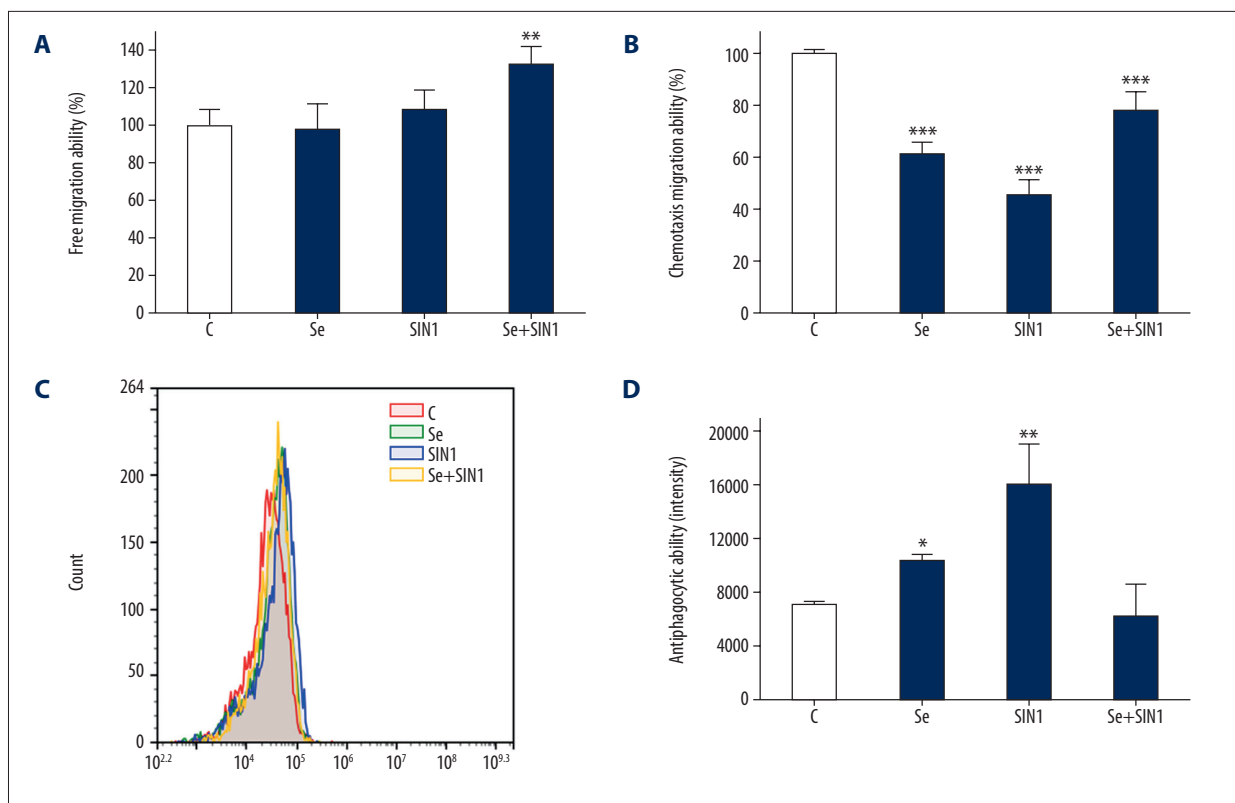 A
Free migration ability (%)
140
120
100
80
60
40
20
0
**
C Se SIN1 Se+SIN1
B
Chemotaxis migration ability (%)
100
80
60
40
20
0
***
***
***
C Se SIN1 Se+SIN1
C
Count
264
200
150
100
50
0
C
Se
SIN1
Se+SIN1
10^2.2 10^4 10^5 10^6 10^7 10^8 10^9.3
D
Antiphagocytic ability (intensity)
20000
16000
12000
8000
4000
0
*
**
C Se SIN1 Se+SIN1